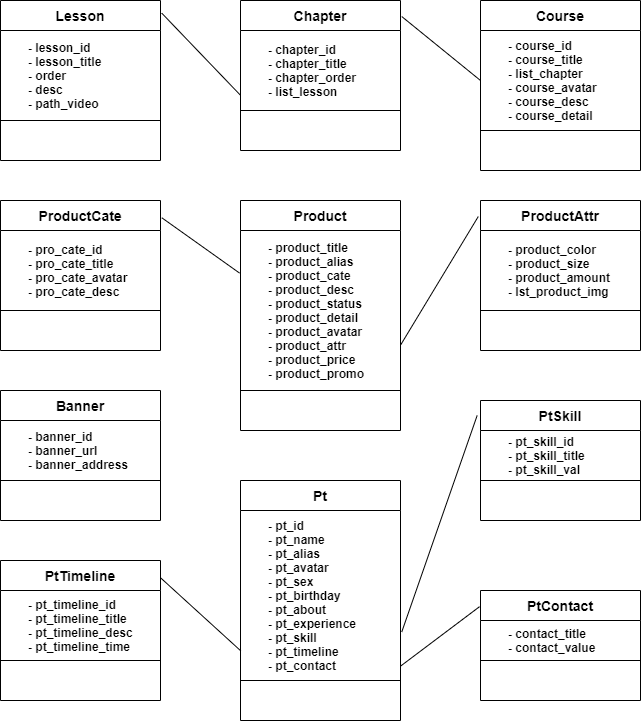 Lesson
- lesson_id
- lesson_title
- order
- desc
- path_video
Chapter
- chapter_id
- chapter_title
- chapter_order
- list_lesson
Course
- course_id
- course_title
- list_chapter
- course_avatar
- course_desc
- course_detail
ProductCate
- pro_cate_id
- pro_cate_title
- pro_cate_avatar
- pro_cate_desc
Product
- product_title
- product_alias
- product_cate
- product_desc
- product_status
- product_detail
- product_avatar
- product_attr
- product_price
- product_promo
ProductAttr
- product_color
- product_size
- product_amount
- lst_product_img
Banner
- banner_id
- banner_url
- banner_address
PtSkill
- pt_skill_id
- pt_skill_title
- pt_skill_val
Pt
- pt_id
- pt_name
- pt_alias
- pt_avatar
- pt_sex
- pt_birthday
- pt_about
- pt_experience
- pt_skill
- pt_timeline
- pt_contact
PtTimeline
- pt_timeline_id
- pt_timeline_title
- pt_timeline_desc
- pt_timeline_time
PtContact
- contact_title
- contact_value